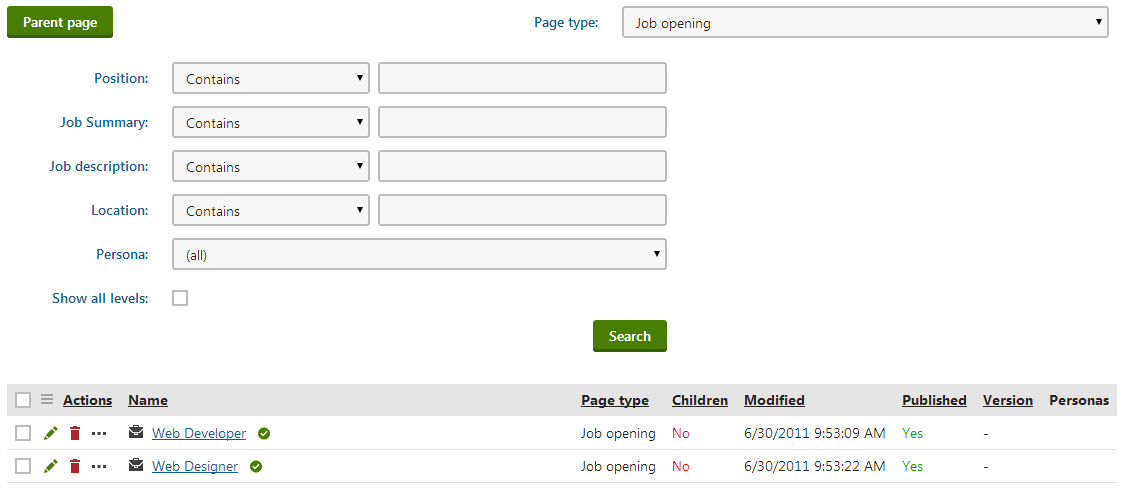 Parent page Page type: Job opening
Position: Contains
Job Summary: Contains
Job description: Contains
Location: Contains
Persona: (all)
Show all levels:
Search
Actions Name Page type Children Modified Published Version Personas
Web Developer Job opening No 6/30/2011 9:53:09 AM Yes -
Web Designer Job opening No 6/30/2011 9:53:22 AM Yes -